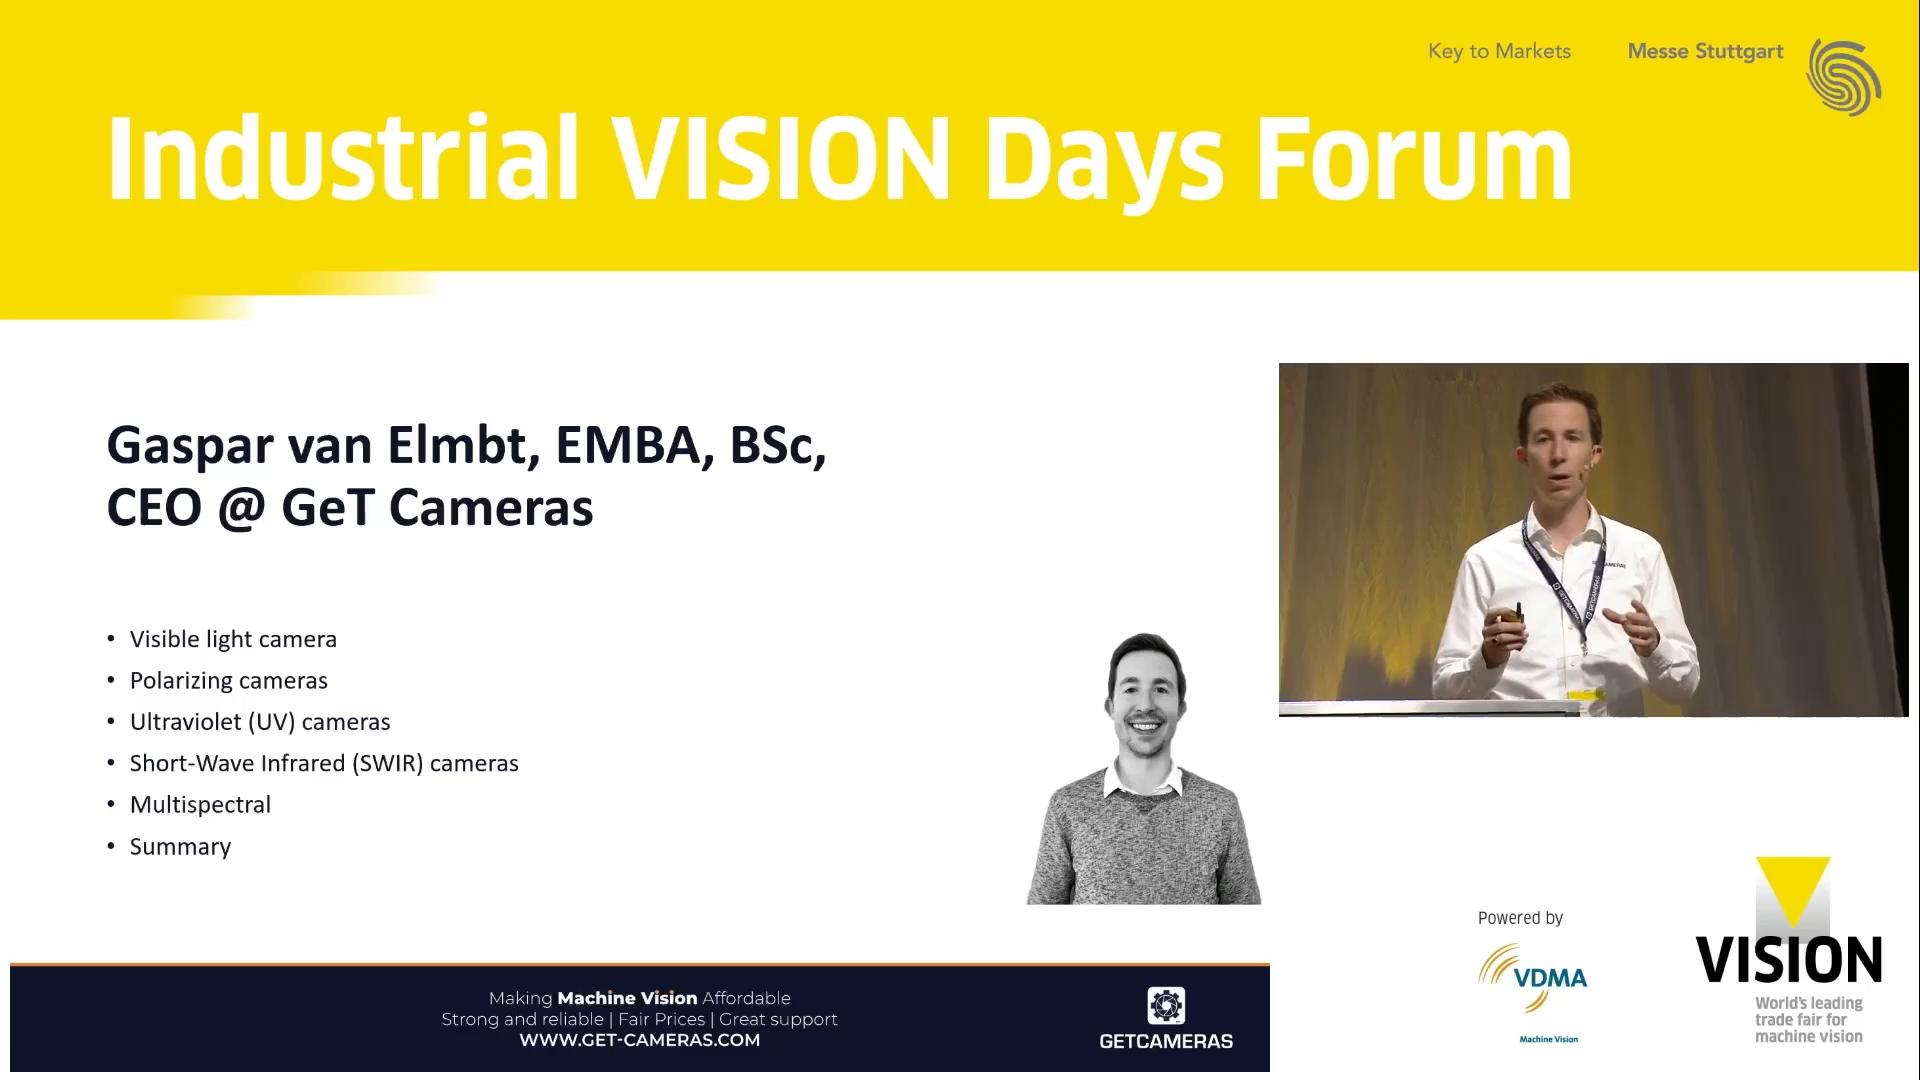 Key to Markets Messe Stuttgart
Industrial VISION Days Forum
Gaspar van Elmbt, EMBA, BSc,
CEO @ GeT Cameras
• Visible light camera
• Polarizing cameras
• Ultraviolet (UV) cameras
• Short-Wave Infrared (SWIR) cameras
• Multispectral
• Summary
Making Machine Vision Affordable
Strong and reliable | Fair Prices | Great support
WWW.GET-CAMERAS.COM
GETCAMERAS
Powered by
VDMA
Machine Vision
VISION
World's leading
trade fair for
machine vision